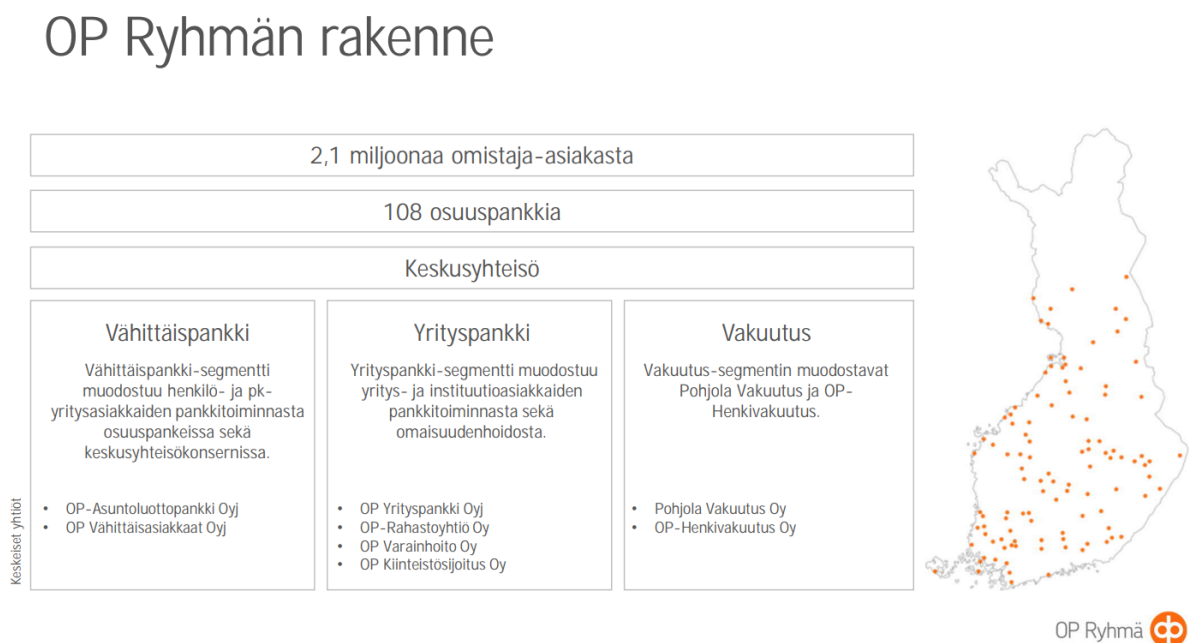 OP Ryhmän rakenne
2,1 miljoonaa omistaja-asiakasta
108 osuuspankkia
Keskusyhteisö
Vähittäispankki
Vähittäispankki-segmentti
muodostuu henkilö- ja pk-
yritysasiakkaiden pankkitoiminnasta
osuuspankeissa sekä
keskusyhteisökonsernissa.
Keskeiset yhtiöt
• OP-Asuntoluottopankki Oyj
• OP Vähittäisasiakkaat Oyj
Yrityspankki
Yrityspankki-segmentti muodostuu
yritys- ja instituutioasiakkaiden
pankkitoiminnasta sekä
omaisuudenhoidosta.
• OP Yrityspankki Oyj
• OP-Rahastoyhtiö Oy
• OP Varainhoito Oy
• OP Kiinteistösijoitus Oy
Vakuutus
Vakuutus-segmentin muodostavat
Pohjola Vakuutus ja OP-
Henkivakuutus.
• Pohjola Vakuutus Oy
• OP-Henkivakuutus Oy
OP Ryhmä